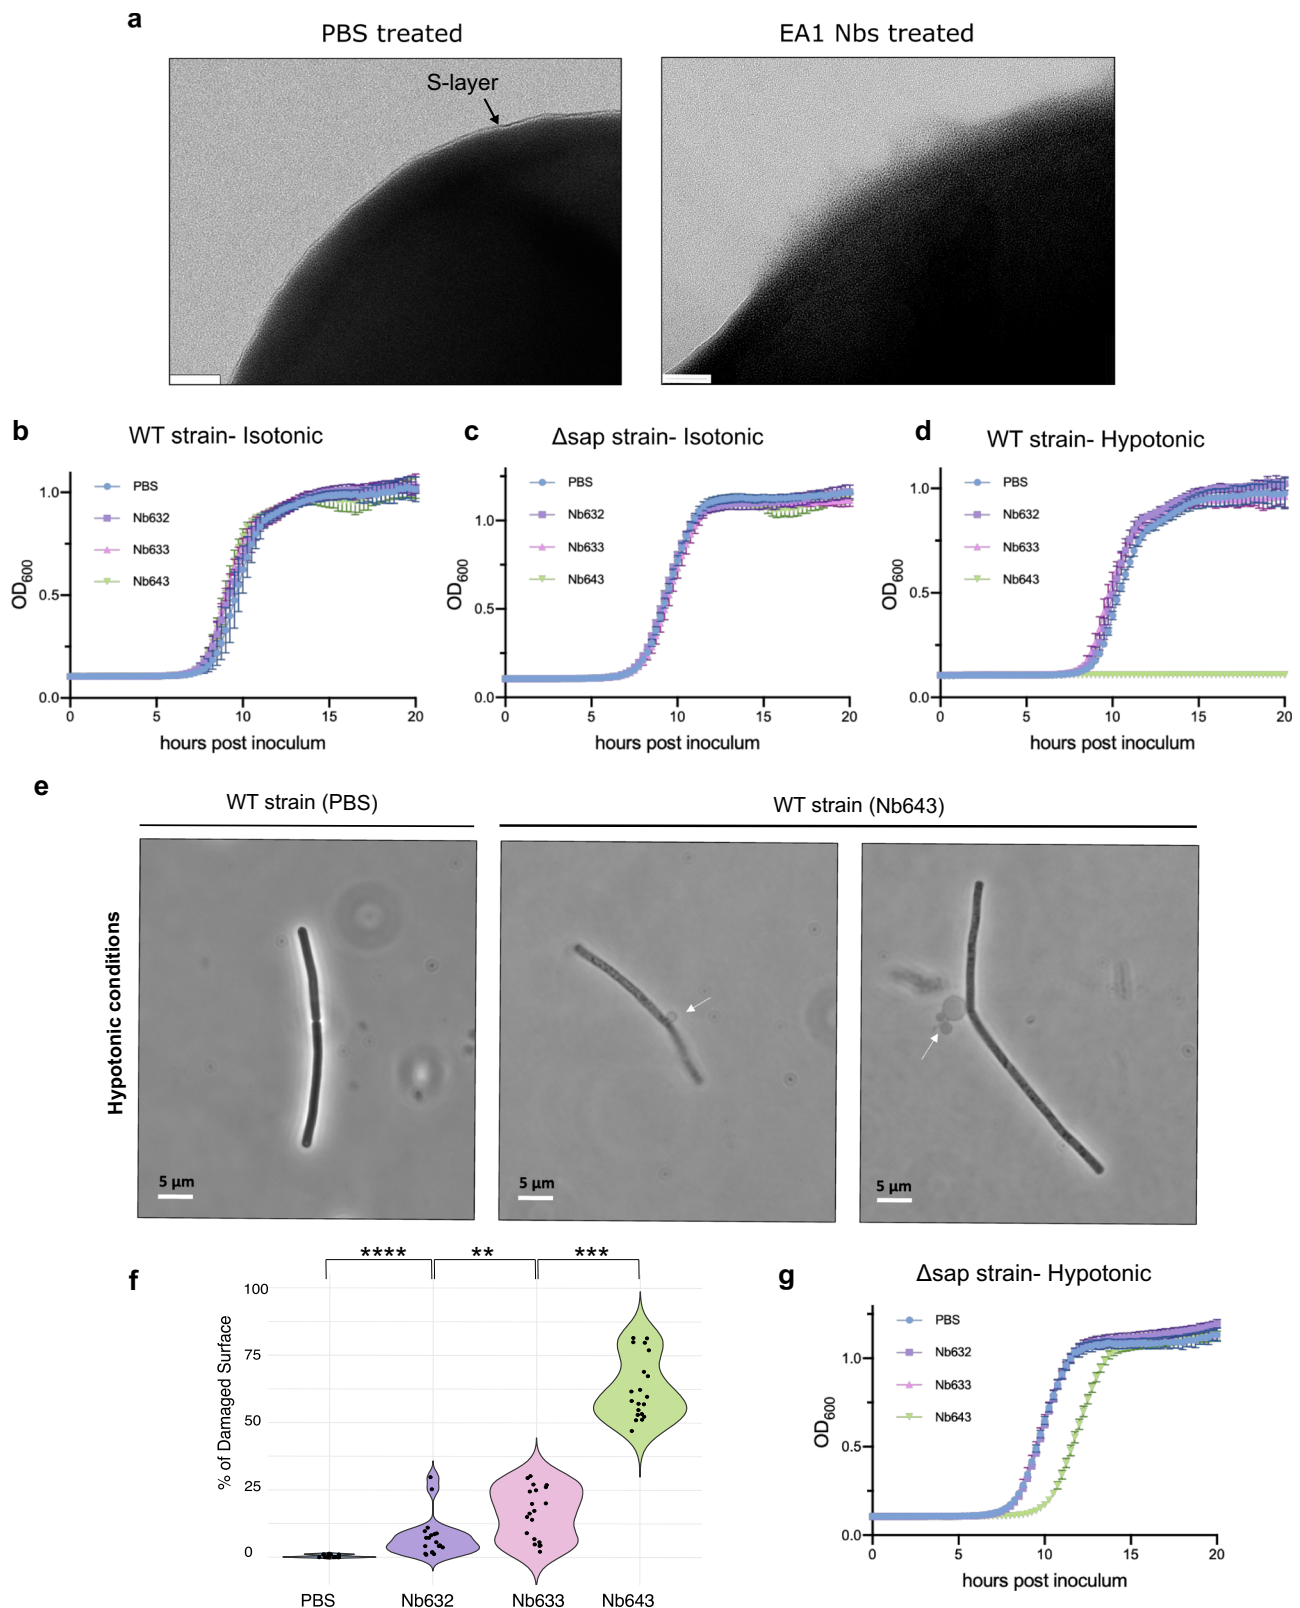 a
PBS treated
EA1 Nbs treated
S-layer
b
WT strain- Isotonic
c
Δsap strain- Isotonic
d
WT strain- Hypotonic
PBS
Nb632
Nb633
Nb643
1.0
0.5
0.0
OD600
0 5 10 15 20
hours post inoculum
PBS
Nb632
Nb633
Nb643
1.0
0.5
0.0
OD600
0 5 10 15 20
hours post inoculum
PBS
Nb632
Nb633
Nb643
1.0
0.5
0.0
OD600
0 5 10 15 20
hours post inoculum
e
WT strain (PBS)
WT strain (Nb643)
Hypotonic conditions
5 µm
5 µm
5 µm
f
**** ** ***
% of Damaged Surface
100
75
50
25
0
PBS Nb632 Nb633 Nb643
g
Δsap strain- Hypotonic
PBS
Nb632
Nb633
Nb643
1.0
0.5
0.0
OD600
0 5 10 15 20
hours post inoculum